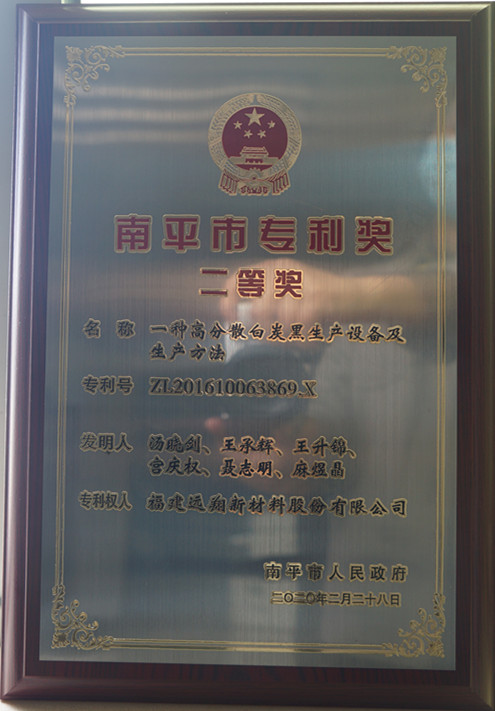 南平市专利奖
二等奖
名称 一种高分散白炭黑生产设备及
生产方法
专利号 ZL201610063869.X
发明人 汤晓剑、王承辉、王升锦、
宫庆权、聂志明、麻煜晶
专利权人 福建远翔新材料股份有限公司
南平市人民政府
二〇二〇年二月二十八日